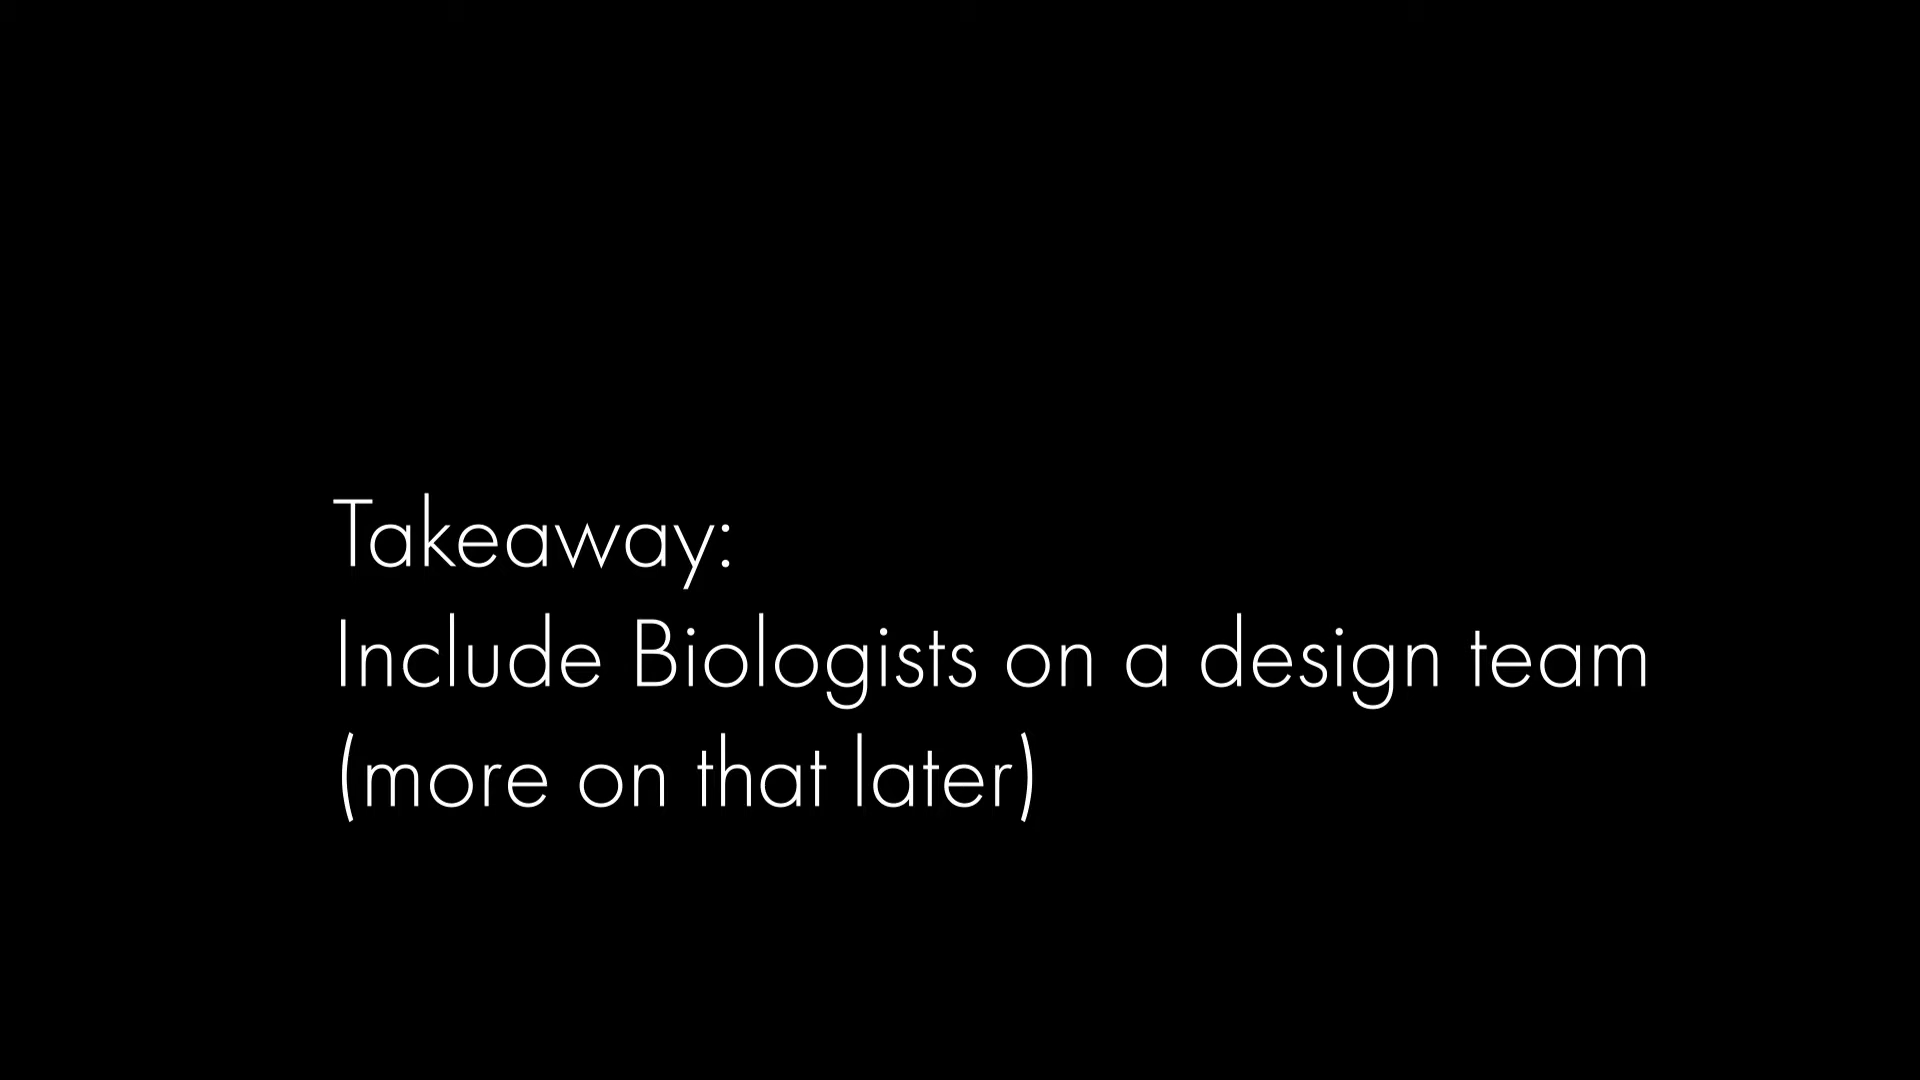 Takeaway:
Include Biologists on a design team
(more on that later)